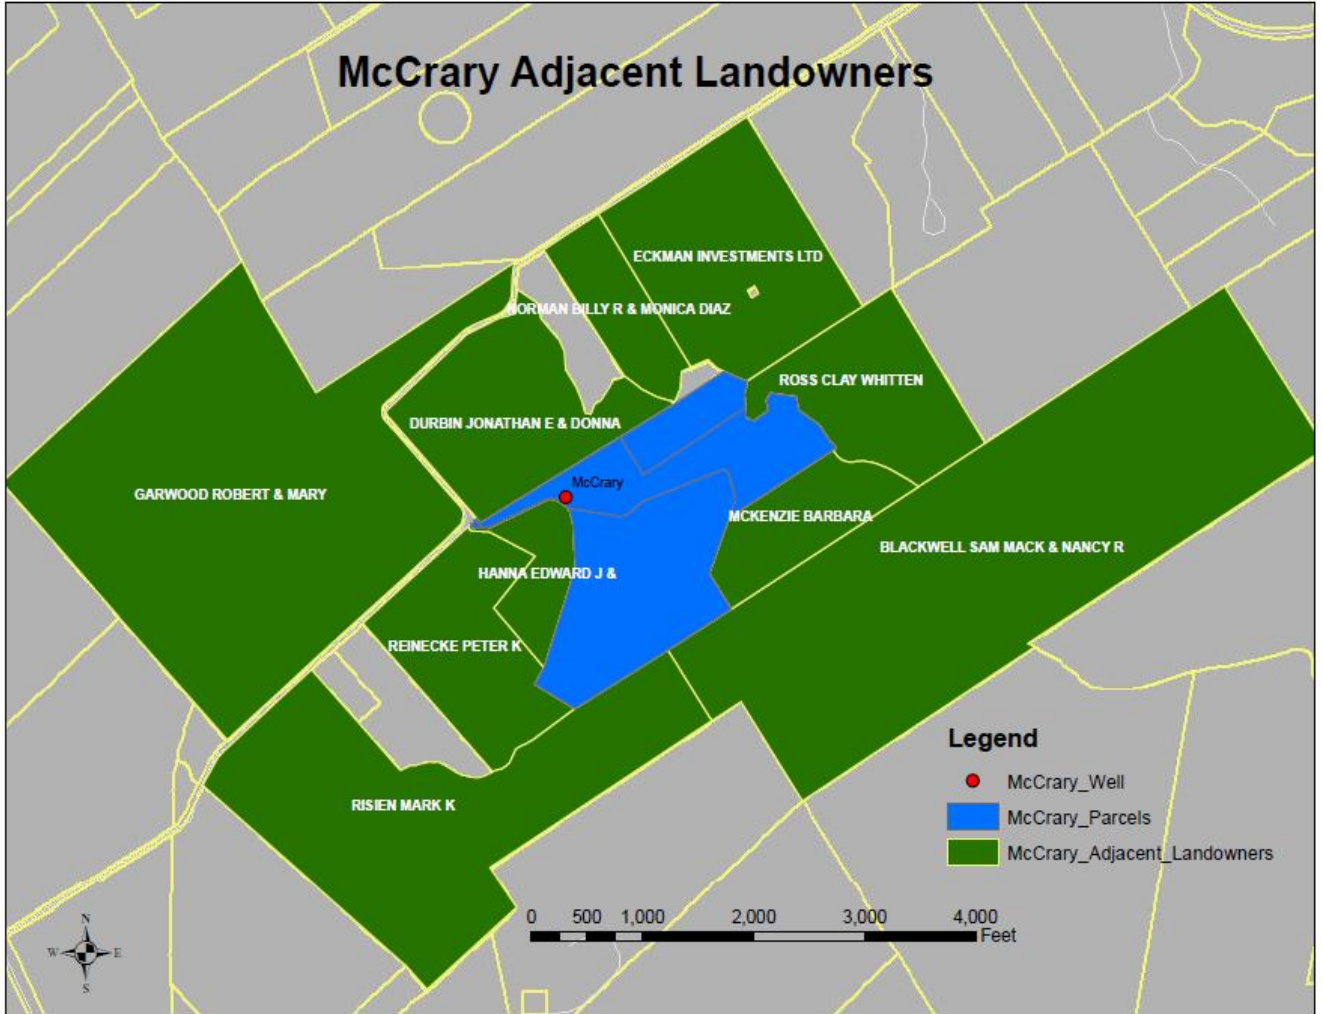 McCrary Adjacent Landowners
ECKMAN INVESTMENTS LTD
NORMAN BILLY R & MONICA DIAZ
ROSS CLAY WHITTEN
DURBIN JONATHAN E & DONNA
McCrary
GARWOOD ROBERT & MARY
MCKENZIE BARBARA
BLACKWELL SAM MACK & NANCY R
HANNA EDWARD J &
REINECKE PETER K
RISIEN MARK K
Legend
McCrary_Well
McCrary_Parcels
McCrary_Adjacent_Landowners
0 500 1,000 2,000 3,000 4,000
Feet
N
W E
S